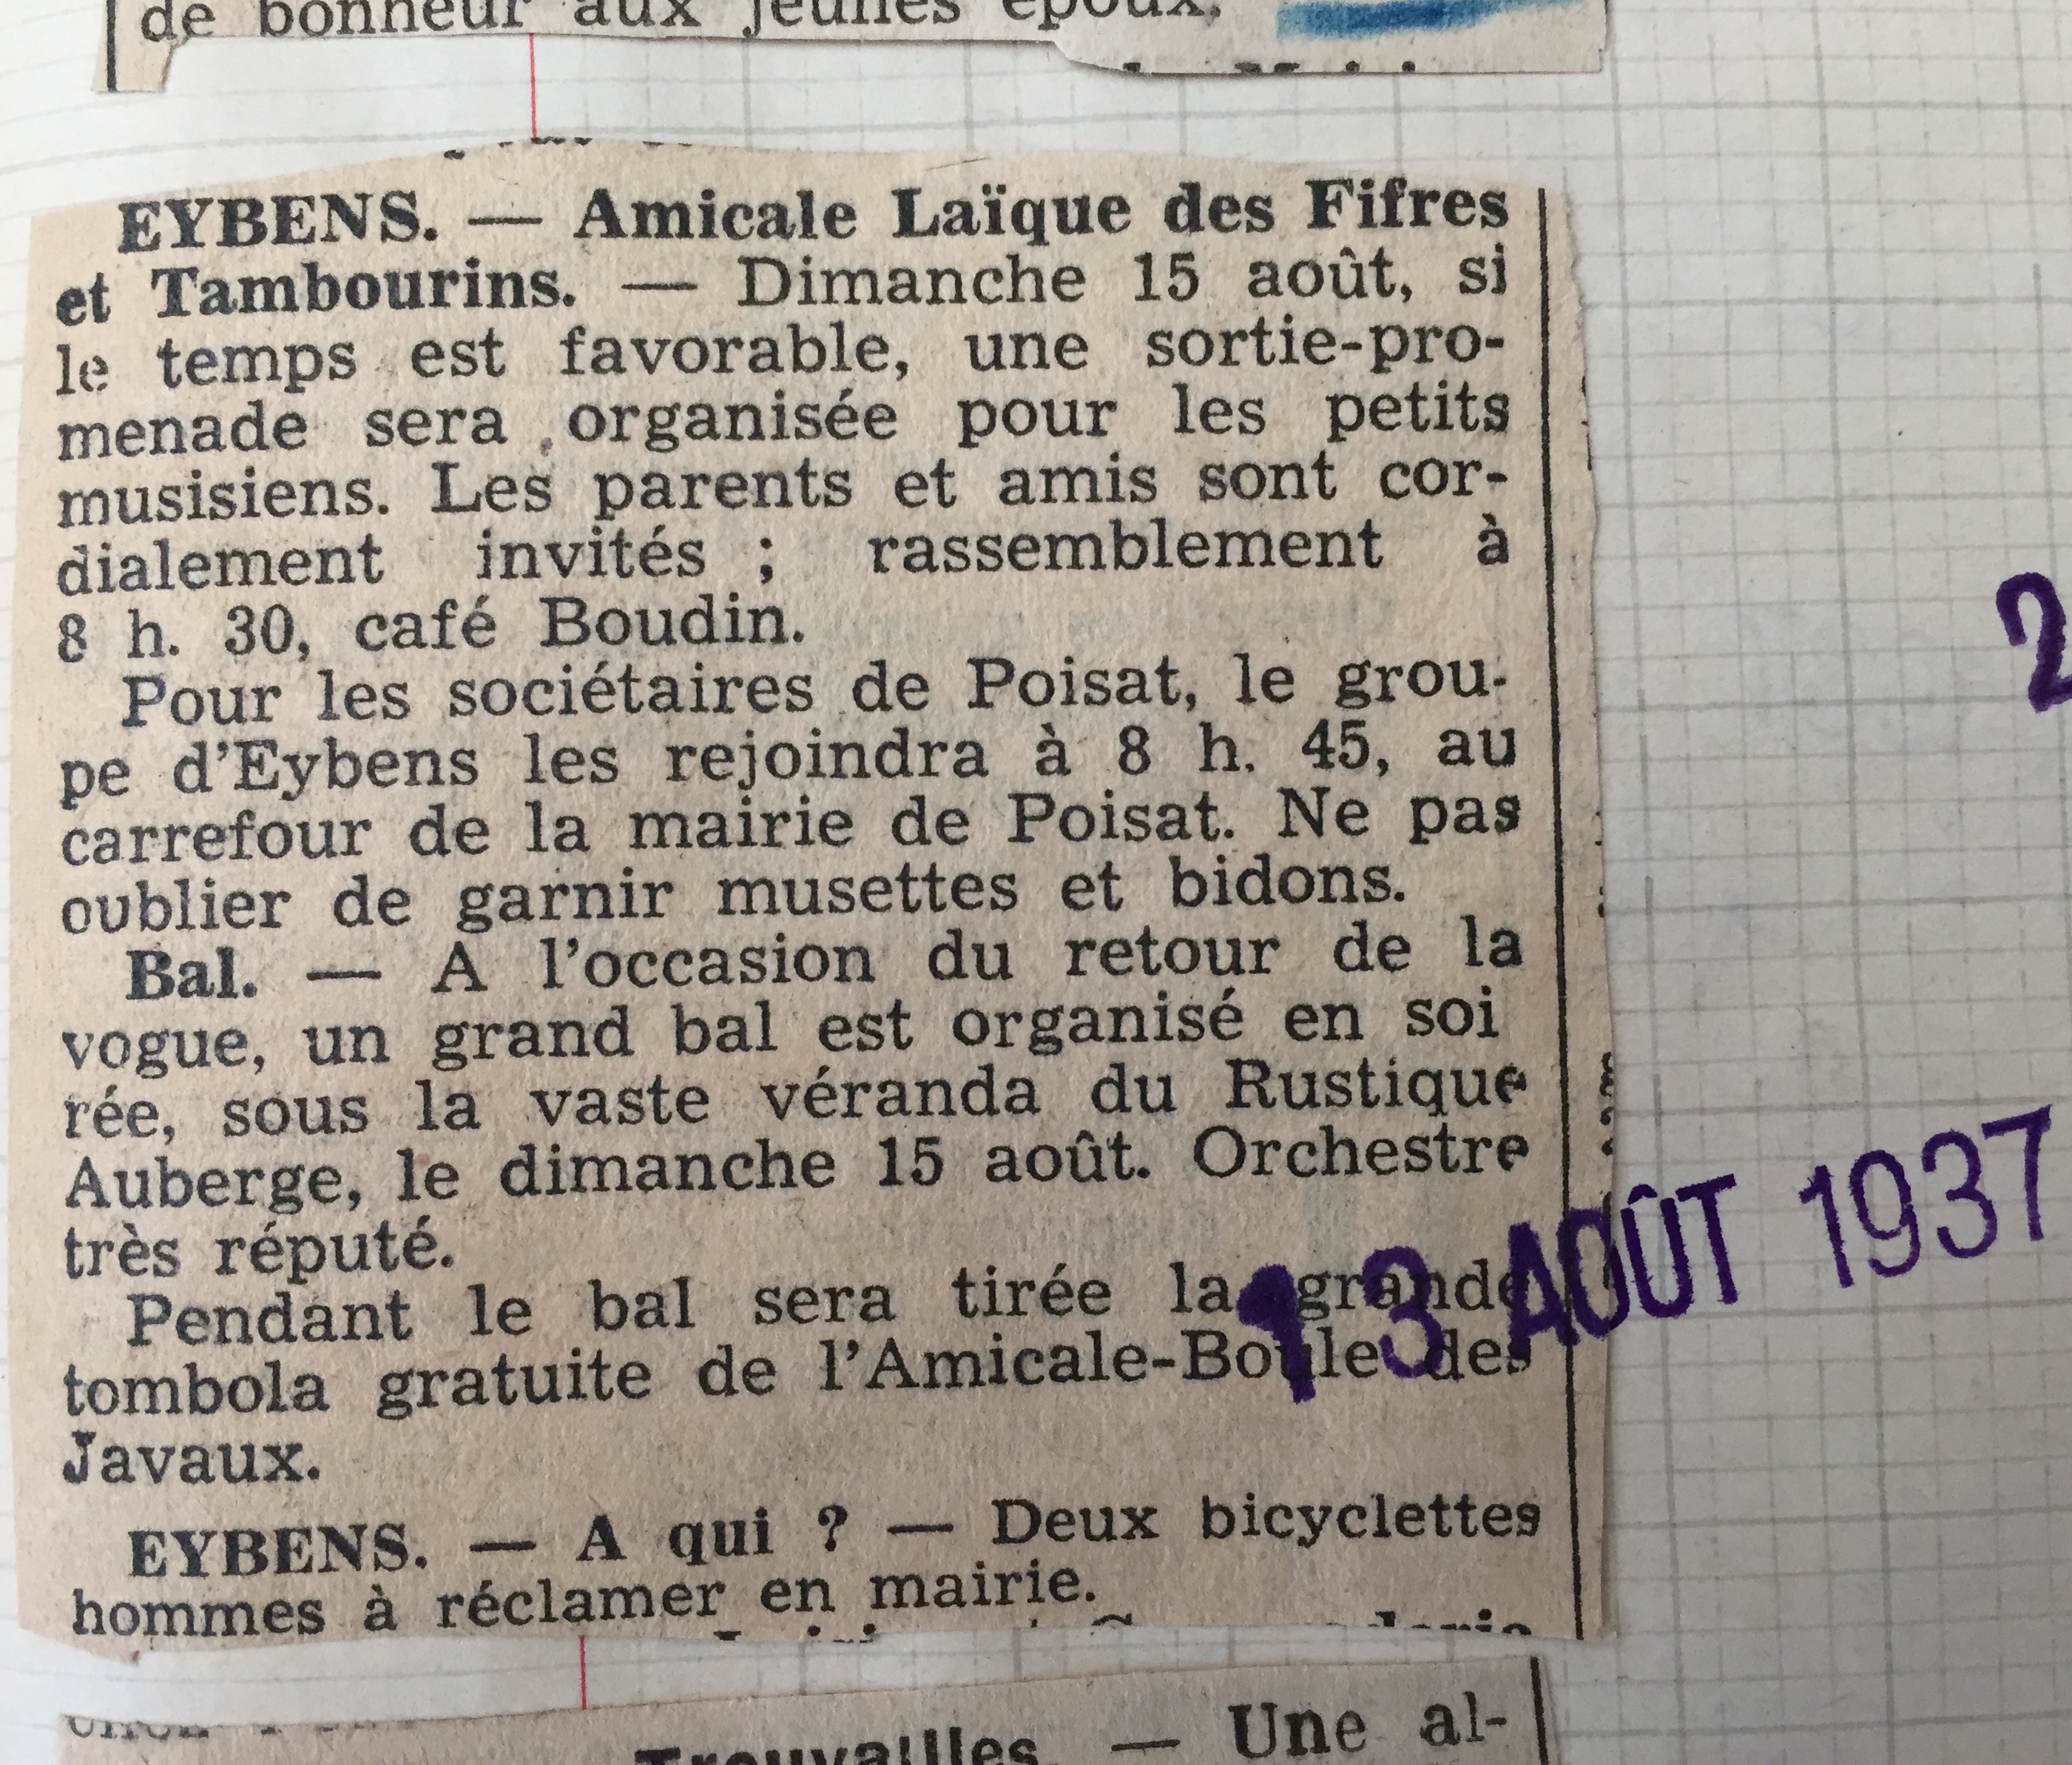 de bonheur aux jeunes époux.
EYBENS. — Amicale Laïque des Fifres
et Tambourins. — Dimanche 15 août, si
le temps est favorable, une sortie-pro-
menade sera organisée pour les petits
musisiens. Les parents et amis sont cor-
dialement invités ; rassemblement à
8 h. 30, café Boudin.
Pour les sociétaires de Poisat, le grou-
pe d'Eybens les rejoindra à 8 h. 45, au
carrefour de la mairie de Poisat. Ne pas
oublier de garnir musettes et bidons.
Bal. — A l'occasion du retour de la
vogue, un grand bal est organisé en soi
rée, sous la vaste véranda du Rustique
Auberge, le dimanche 15 août. Orchestre
très réputé.
Pendant le bal sera tirée la grande
tombola gratuite de l'Amicale-Boule des
Javaux.
13 AOÛT 1937
2
EYBENS. — A qui ? — Deux bicyclettes
hommes à réclamer en mairie.
Trouvailles. — Une al-